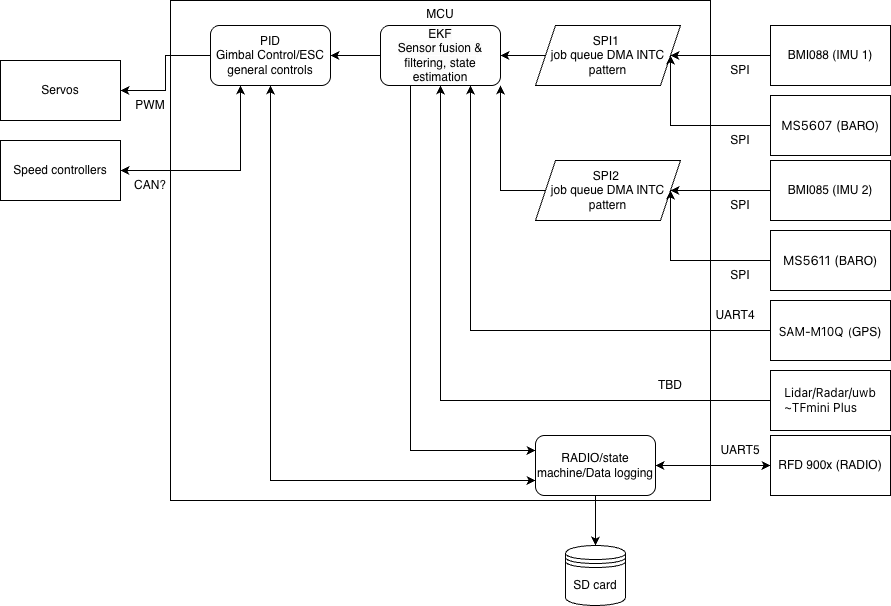 MCU
PID
Gimbal Control/ESC
general controls
EKF
Sensor fusion &
filtering, state
estimation
SPI1
job queue DMA INTC
pattern
BMI088 (IMU 1)
SPI
Servos
PWM
MS5607 (BARO)
SPI
Speed controllers
CAN?
SPI2
job queue DMA INTC
pattern
BMI085 (IMU 2)
SPI
MS5611 (BARO)
SPI
UART4
SAM-M10Q (GPS)
TBD
Lidar/Radar/uwb
~TFmini Plus
RADIO/state
machine/Data logging
UART5
RFD 900x (RADIO)
SD card